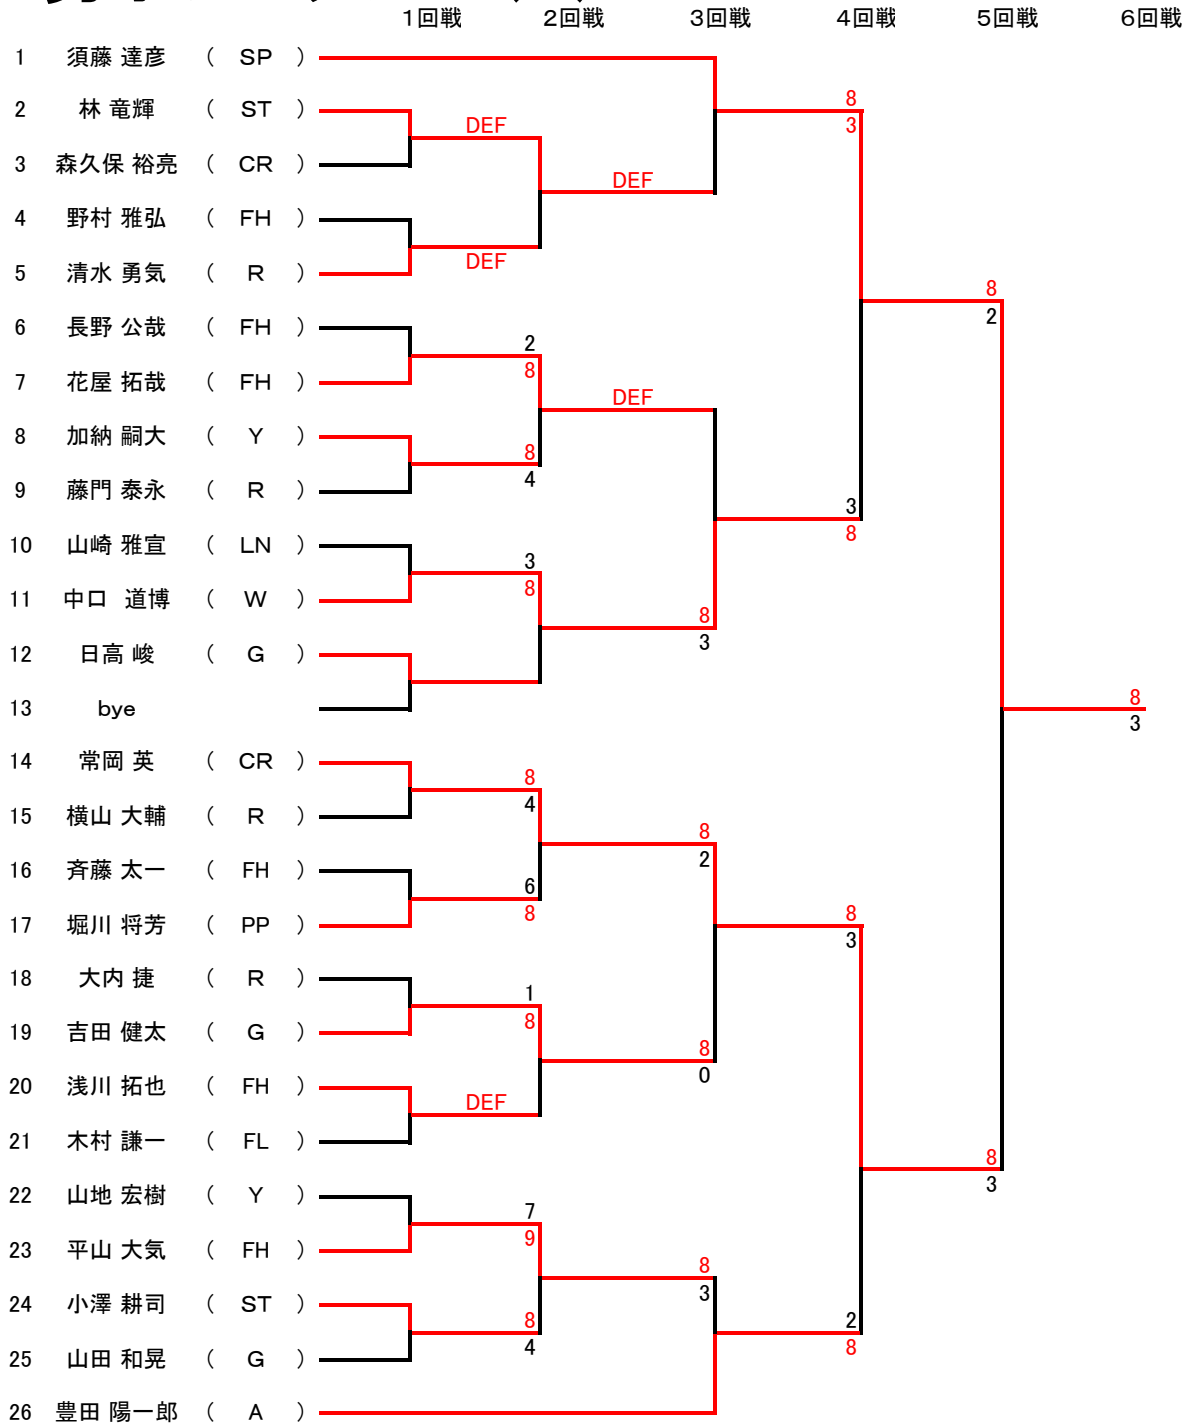 1回戦 2回戦 3回戦 4回戦 5回戦 6回戦
1 須藤 達彦 ( SP )
8
2 林 竜輝 ( ST )
DEF 3
3 森久保 裕亮 ( CR )
DEF
4 野村 雅弘 ( FH )
DEF
5 清水 勇気 ( R )
8
6 長野 公哉 ( FH ) 2
2
7 花屋 拓哉 ( FH ) 8
DEF
8 加納 嗣大 ( Y )
8
4
9 藤門 泰永 ( R )
3
10 山崎 雅宣 ( LN ) 3
8
11 中口 道博 ( W ) 8
8
3
12 日高 峻 ( G )
8
13 bye
3
14 常岡 英 ( CR )
8
4
15 横山 大輔 ( R )
8
2
16 斉藤 太一 ( FH )
6
17 堀川 将芳 ( PP ) 8
8
3
18 大内 捷 ( R )
1
19 吉田 健太 ( G ) 8
8
0
20 浅川 拓也 ( FH )
DEF
21 木村 謙一 ( FL )
8
3
22 山地 宏樹 ( Y )
7
23 平山 大気 ( FH ) 9
8
3
24 小澤 耕司 ( ST )
8 2
4 8
25 山田 和晃 ( G )
26 豊田 陽一郎 ( A )